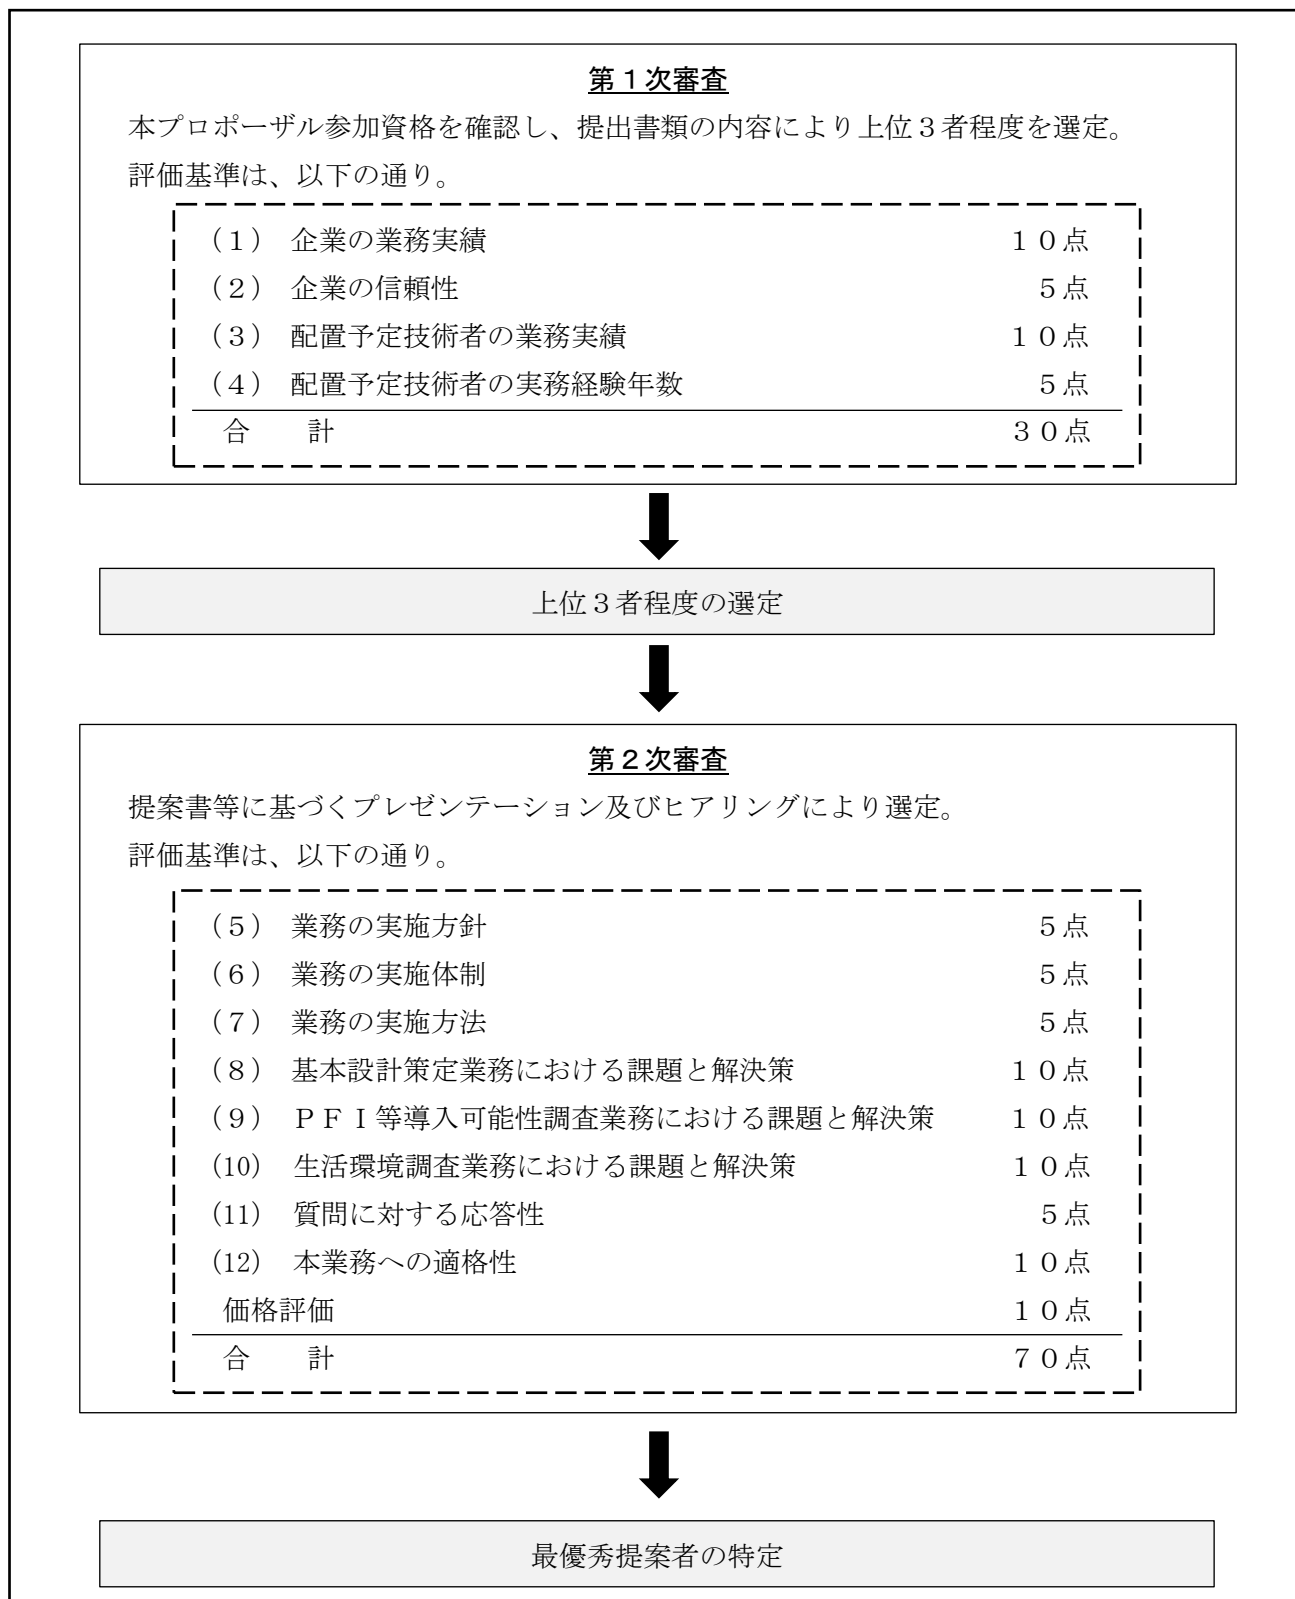 第１次審査
本プロポーザル参加資格を確認し、提出書類の内容により上位３者程度を選定。
評価基準は、以下の通り。
（１） 企業の業務実績 １０点
（２） 企業の信頼性 ５点
（３） 配置予定技術者の業務実績 １０点
（４） 配置予定技術者の実務経験年数 ５点
合　　計 ３０点
上位３者程度の選定
第２次審査
提案書等に基づくプレゼンテーション及びヒアリングにより選定。
評価基準は、以下の通り。
（５） 業務の実施方針 ５点
（６） 業務の実施体制 ５点
（７） 業務の実施方法 ５点
（８） 基本設計策定業務における課題と解決策 １０点
（９） ＰＦＩ等導入可能性調査業務における課題と解決策 １０点
(10) 生活環境調査業務における課題と解決策 １０点
(11) 質問に対する応答性 ５点
(12) 本業務への適格性 １０点
価格評価 １０点
合　　計 ７０点
最優秀提案者の特定